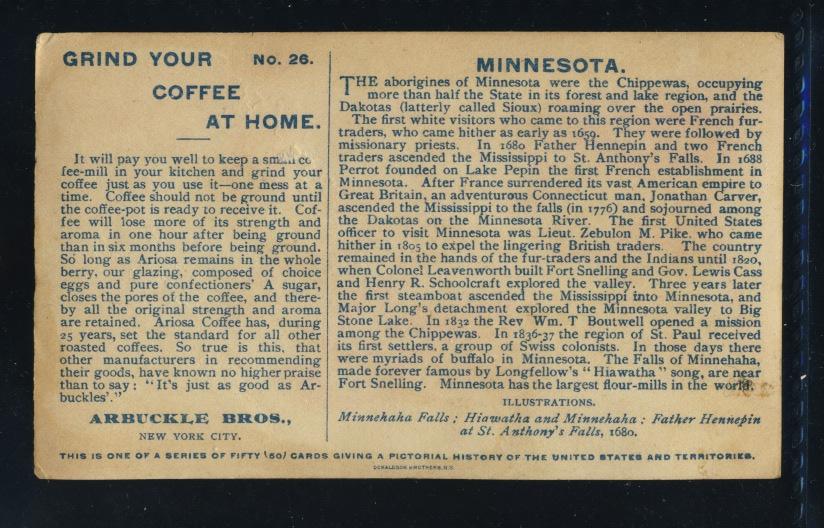 GRIND YOUR No. 26.
COFFEE
AT HOME.
It will pay you well to keep a
fee-mill in your kitchen and grind your
coffee just as you use it—one mess at a
time. Coffee should not be ground until
the coffee-pot is ready to receive it. Cof-
fee will lose more of its strength and
aroma in one hour after being ground
than in six months before being ground.
So long as Ariosa remains in the whole
berry, our glazing, composed of choice
eggs and pure confectioners' A sugar,
closes the pores of the coffee, and there-
by all the original strength and aroma
are retained. Ariosa Coffee has, during
25 years, set the standard for all other
roasted coffees. So true is this, that
other manufacturers in recommending
their goods, have known no higher praise
than to say: "It's just as good as Ar-
buckles'."
ARBUCKLE BROS.,
NEW YORK CITY.
MINNESOTA.
THE aborigines of Minnesota were the Chippewas, occupying
more than half the State in its forest and lake region, and the
Dakotas (latterly called Sioux) roaming over the open prairies.
The first white visitors who came to this region were French fur-
traders, who came hither as early as 1659. They were followed by
missionary priests. In 1680 Father Hennepin and two French
traders ascended the Mississippi to St. Anthony's Falls. In 1688
Perrot founded on Lake Pepin the first French establishment in
Minnesota. After France surrendered its vast American empire to
Great Britain, an adventurous Connecticut man, Jonathan Carver,
ascended the Mississippi to the falls (in 1776) and sojourned among
the Dakotas on the Minnesota River. The first United States
officer to visit Minnesota was Lieut. Zebulon M. Pike. who came
hither in 1805 to expel the lingering British traders. The country
remained in the hands of the fur-traders and the Indians until 1820,
when Colonel Leavenworth built Fort Snelling and Gov. Lewis Cass
and Henry R. Schoolcraft explored the valley. Three years later
the first steamboat ascended the Mississippi into Minnesota, and
Major Long's detachment explored the Minnesota valley to Big
Stone Lake. In 1832 the Rev Wm. T Boutwell opened a mission
among the Chippewas. In 1836-37 the region of St. Paul received
its first settlers, a group of Swiss colonists. In those days there
were myriads of buffalo in Minnesota. The Falls of Minnehaha,
made forever famous by Longfellow's "Hiawatha" song, are near
Fort Snelling. Minnesota has the largest flour-mills in the world.
ILLUSTRATIONS.
Minnehaha Falls; Hiawatha and Minnehaha; Father Hennepin
at St. Anthony's Falls, 1680.
THIS IS ONE OF A SERIES OF FIFTY (50) CARDS GIVING A PICTORIAL HISTORY OF THE UNITED STATES AND TERRITORIES.
DONALDSON BROTHERS, N.Y.